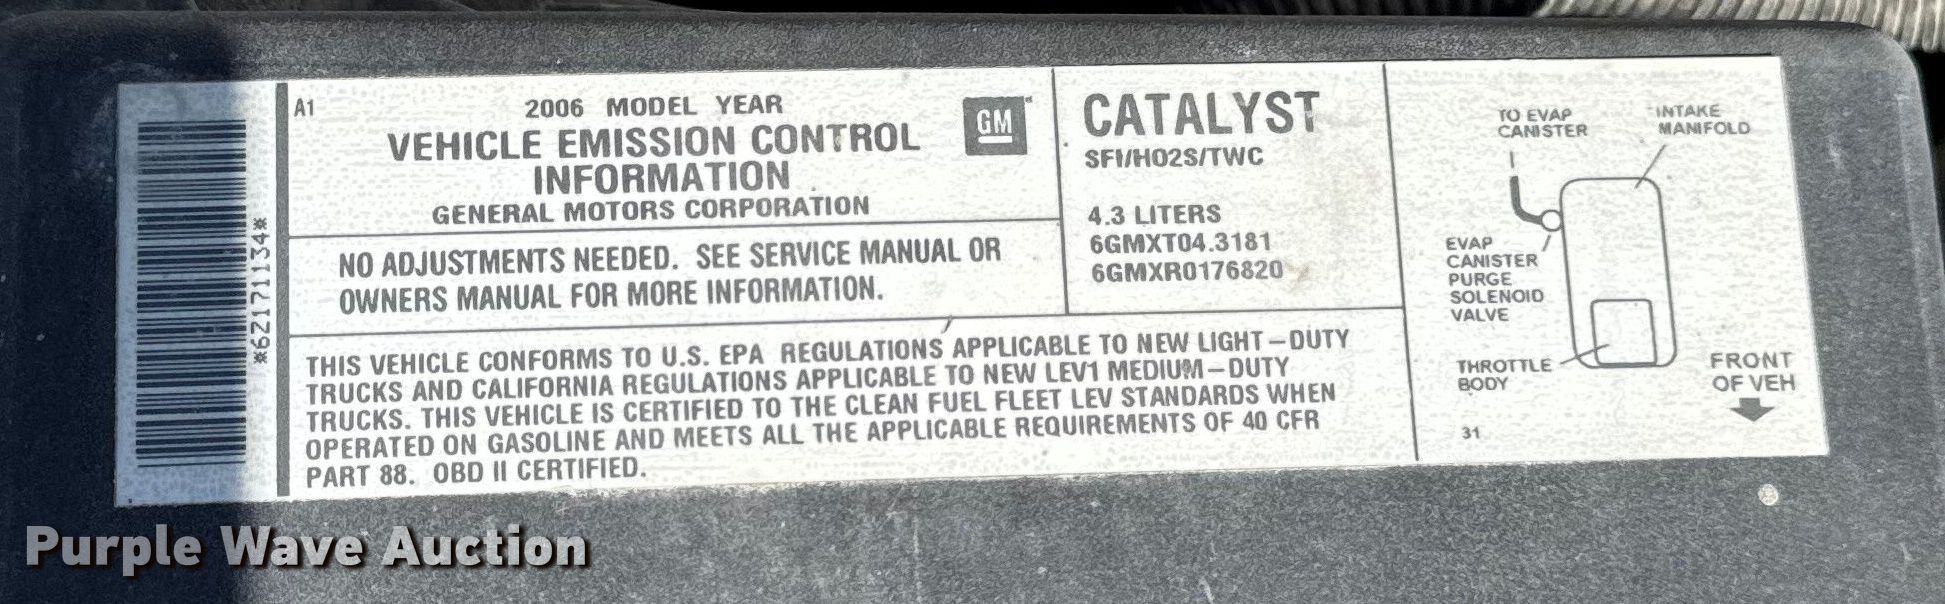 *62171134*
A1
2006 MODEL YEAR
VEHICLE EMISSION CONTROL
INFORMATION
GENERAL MOTORS CORPORATION
GM
NO ADJUSTMENTS NEEDED. SEE SERVICE MANUAL OR
OWNERS MANUAL FOR MORE INFORMATION.
CATALYST
SFI/HO2S/TWC
4.3 LITERS
6GMXT04.3181
6GMXR0176820
THIS VEHICLE CONFORMS TO U.S. EPA REGULATIONS APPLICABLE TO NEW LIGHT-DUTY
TRUCKS AND CALIFORNIA REGULATIONS APPLICABLE TO NEW LEV1 MEDIUM-DUTY
TRUCKS. THIS VEHICLE IS CERTIFIED TO THE CLEAN FUEL FLEET LEV STANDARDS WHEN
OPERATED ON GASOLINE AND MEETS ALL THE APPLICABLE REQUIREMENTS OF 40 CFR
PART 88. OBD II CERTIFIED.
TO EVAP
CANISTER
INTAKE
MANIFOLD
EVAP
CANISTER
PURGE
SOLENOID
VALVE
THROTTLE
BODY
FRONT
OF VEH
31
Purple Wave Auction